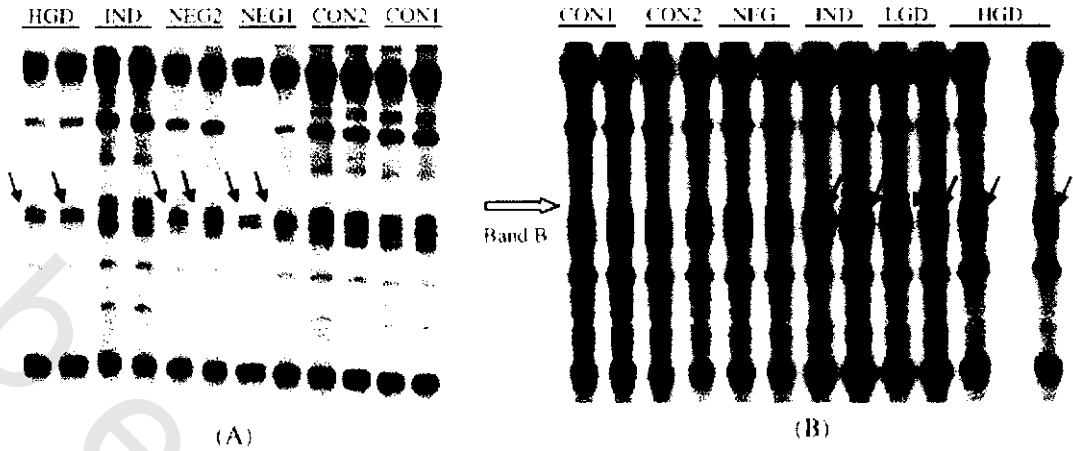 HGD IND NEG2 NEG1 CON2 CON1
CON1 CON2 NEG IND LGD HGD
Band B
(A)
(B)